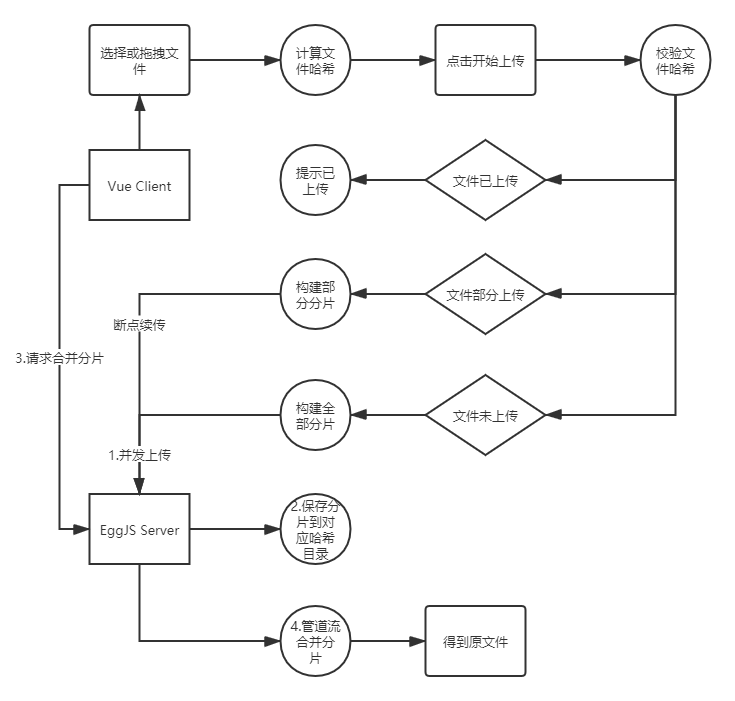 选择或拖拽文
件
计算文
件哈希
点击开始上传
校验文
件哈希
Vue Client
提示已
上传
文件已上传
构建部
分分片
文件部分上传
断点续传
3.请求合并分片
构建全
部分片
文件未上传
1.并发上传
EggJS Server
2.保存分
片到对
应哈希
目录
4.管道流
合并分
片
得到原文件